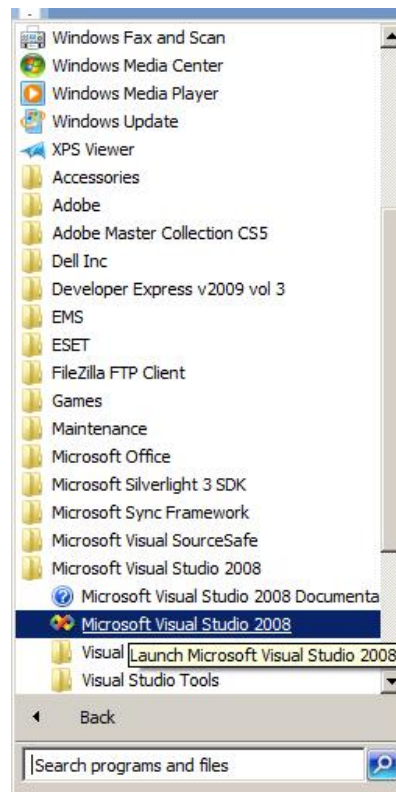 Windows Fax and Scan
Windows Media Center
Windows Media Player
Windows Update
XPS Viewer
Accessories
Adobe
Adobe Master Collection CS5
Dell Inc
Developer Express v2009 vol 3
EMS
ESET
FileZilla FTP Client
Games
Maintenance
Microsoft Office
Microsoft Silverlight 3 SDK
Microsoft Sync Framework
Microsoft Visual SourceSafe
Microsoft Visual Studio 2008
Microsoft Visual Studio 2008 Documenta
Microsoft Visual Studio 2008
Visual Launch Microsoft Visual Studio 2008
Visual Studio Tools
Back
Search programs and files